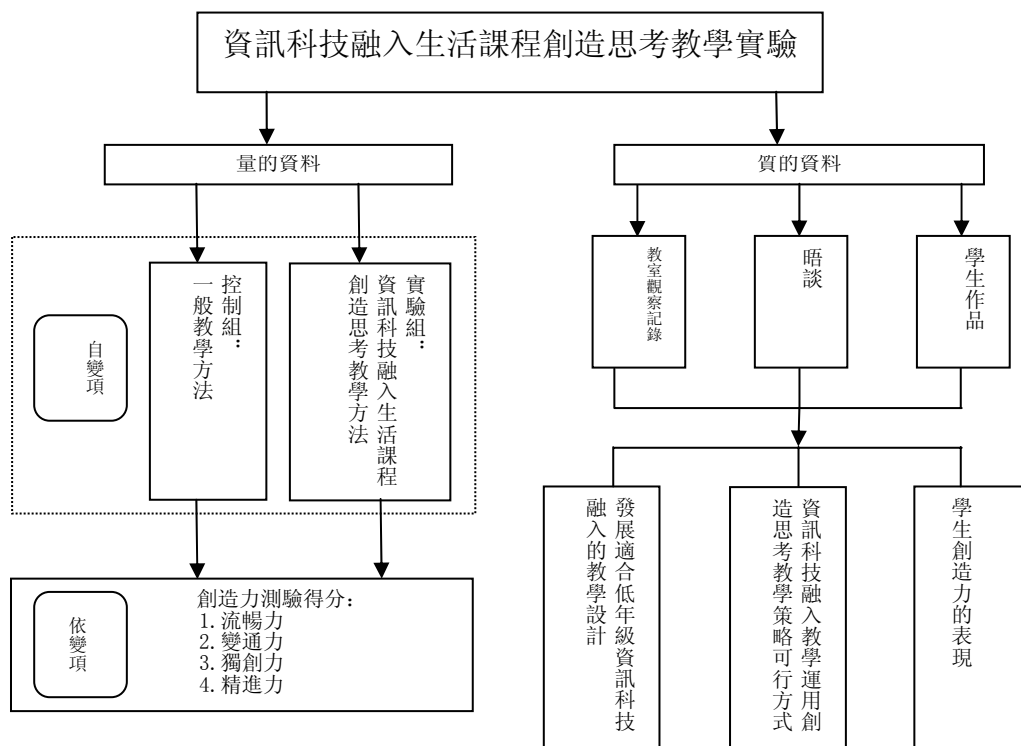 資訊科技融入生活課程創造思考教學實驗
量的資料
質的資料
自變項
控制組：
一般教學方法
實驗組：
資訊科技融入生活課程
創造思考教學方法
教室觀察記錄
晤談
學生作品
依變項
創造力測驗得分：
1.流暢力
2.變通力
3.獨創力
4.精進力
發展適合低年級資訊科技
融入的教學設計
資訊科技融入教學運用創
造思考教學策略可行方式
學生創造力的表現